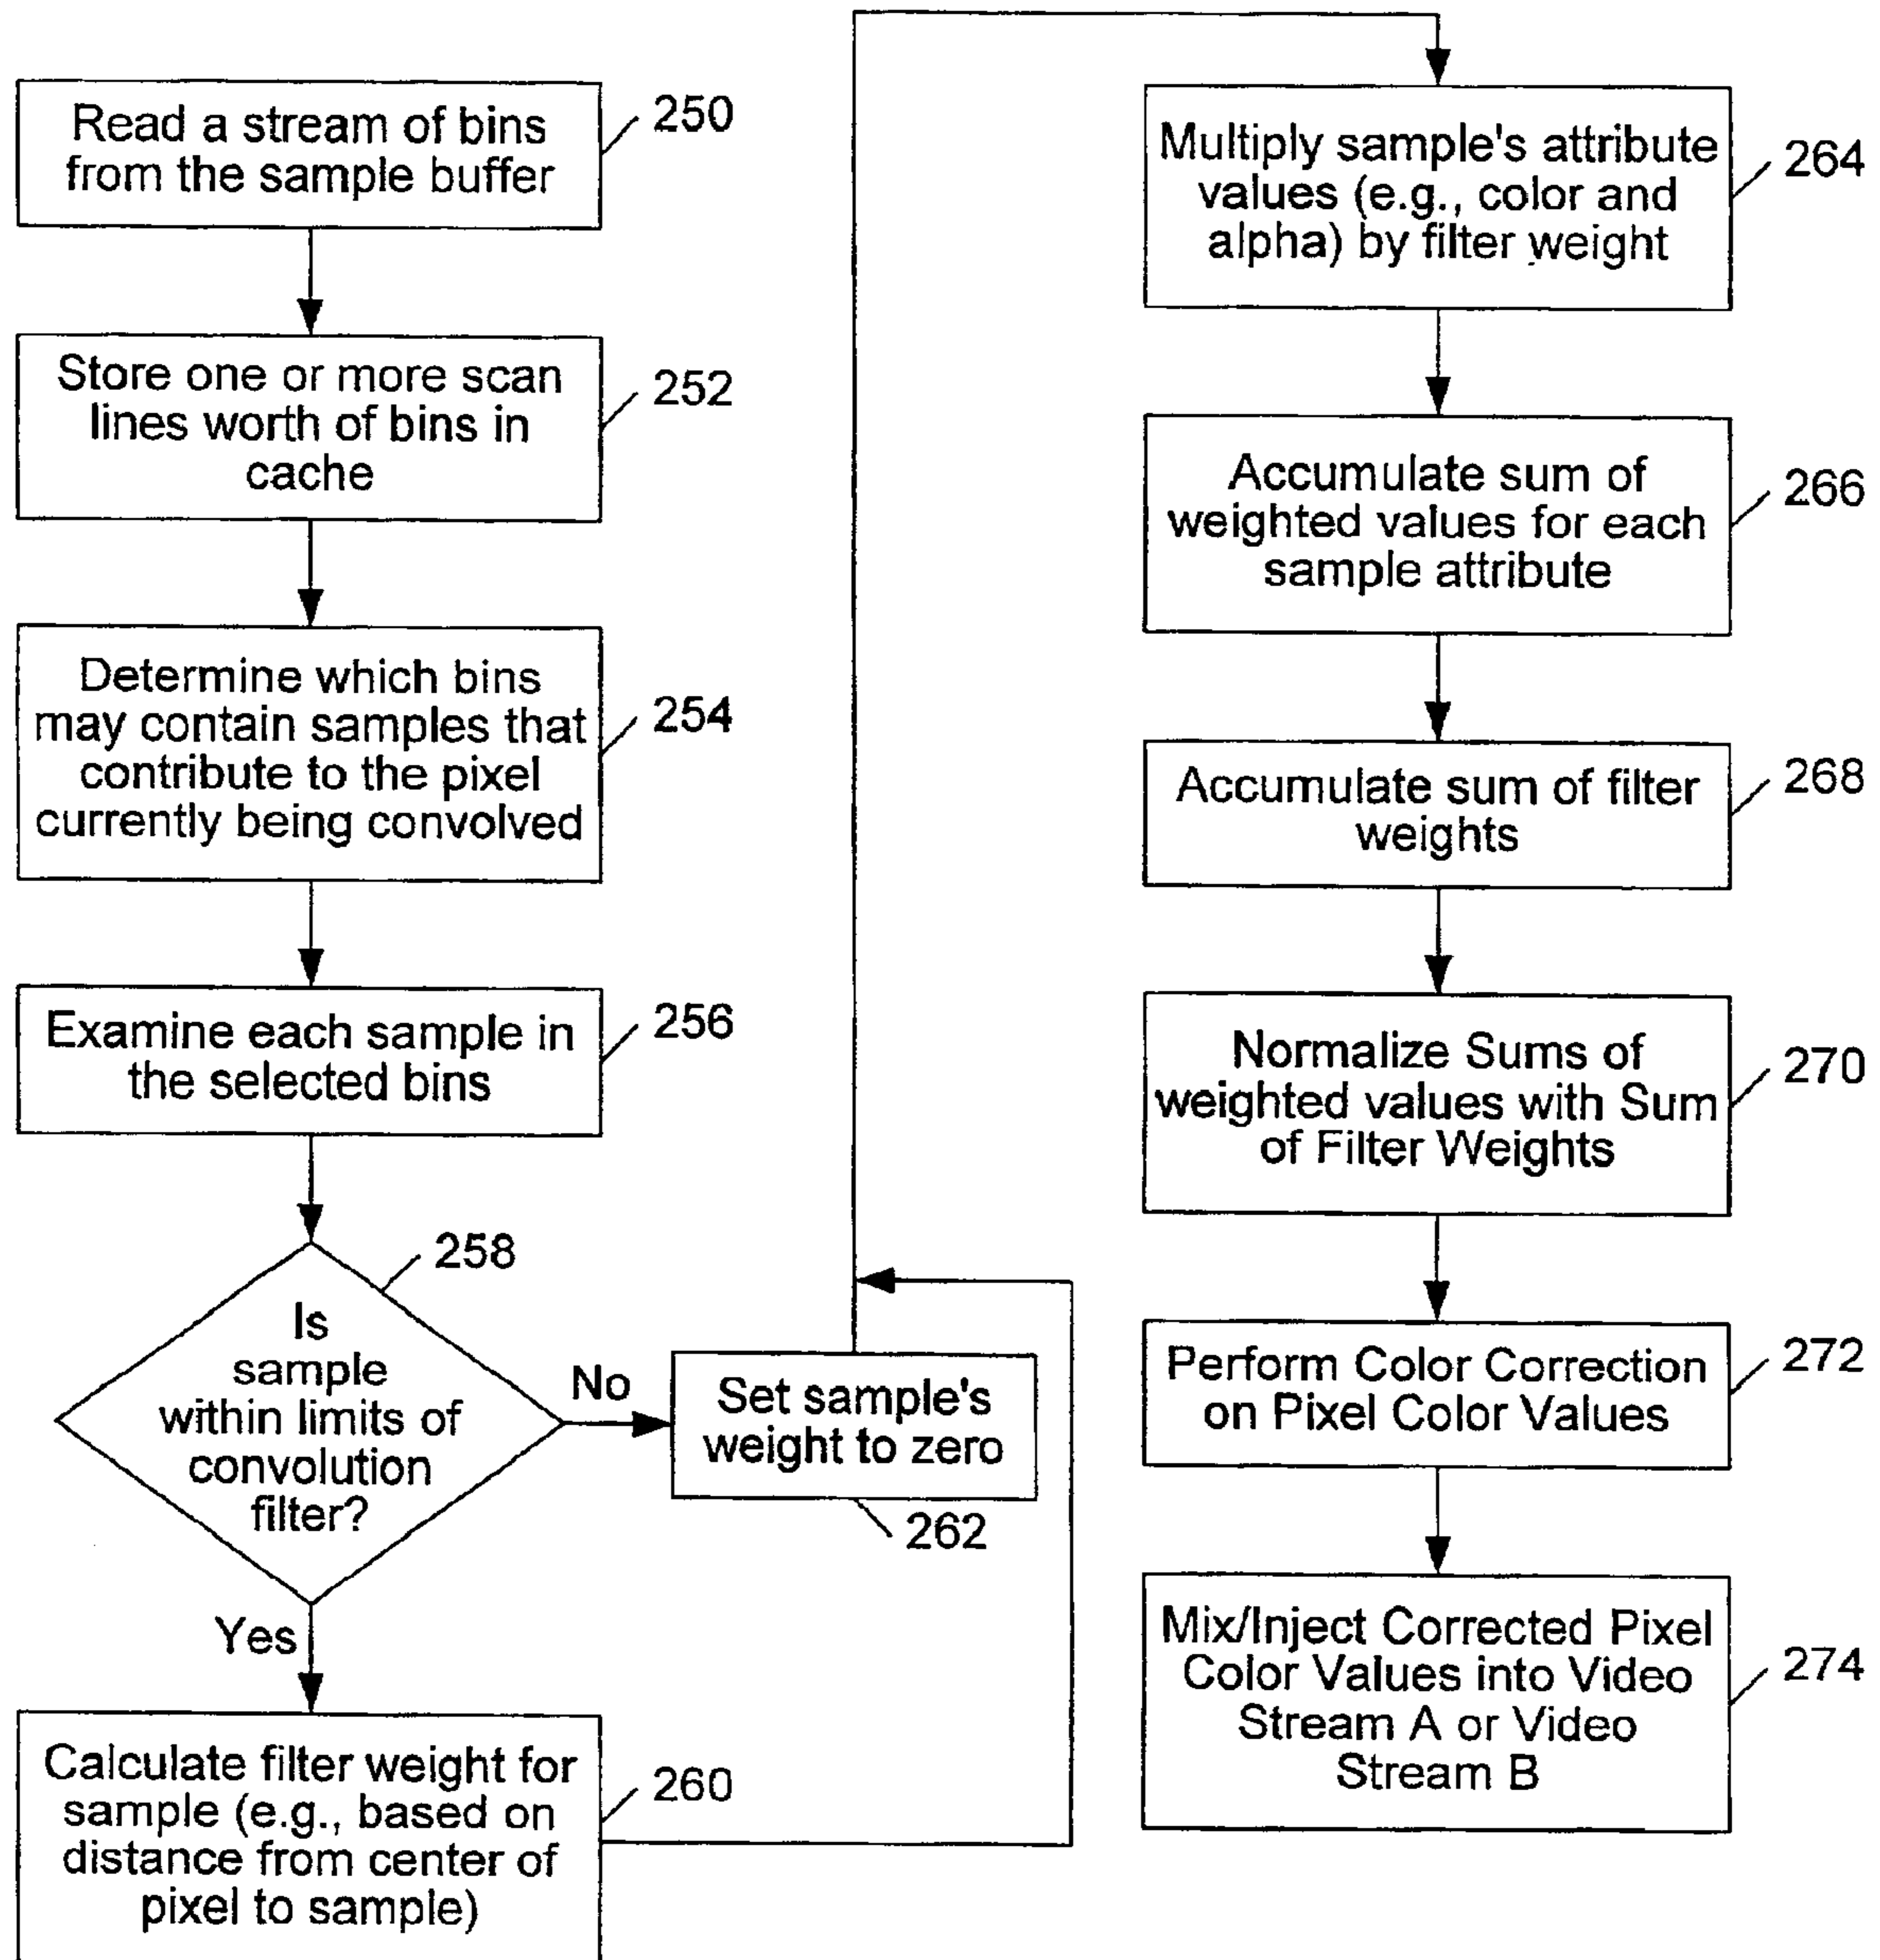 Read a stream of bins
from the sample buffer
250
Store one or more scan
lines worth of bins in
cache
252
Determine which bins
may contain samples that
contribute to the pixel
currently being convolved
254
Examine each sample in
the selected bins
256
Is
sample
within limits of
convolution
filter?
258
No
Set sample's
weight to zero
262
Yes
Calculate filter weight for
sample (e.g., based on
distance from center of
pixel to sample)
260
Multiply sample's attribute
values (e.g., color and
alpha) by filter weight
264
Accumulate sum of
weighted values for each
sample attribute
266
Accumulate sum of filter
weights
268
Normalize Sums of
weighted values with Sum
of Filter Weights
270
Perform Color Correction
on Pixel Color Values
272
Mix/Inject Corrected Pixel
Color Values into Video
Stream A or Video
Stream B
274